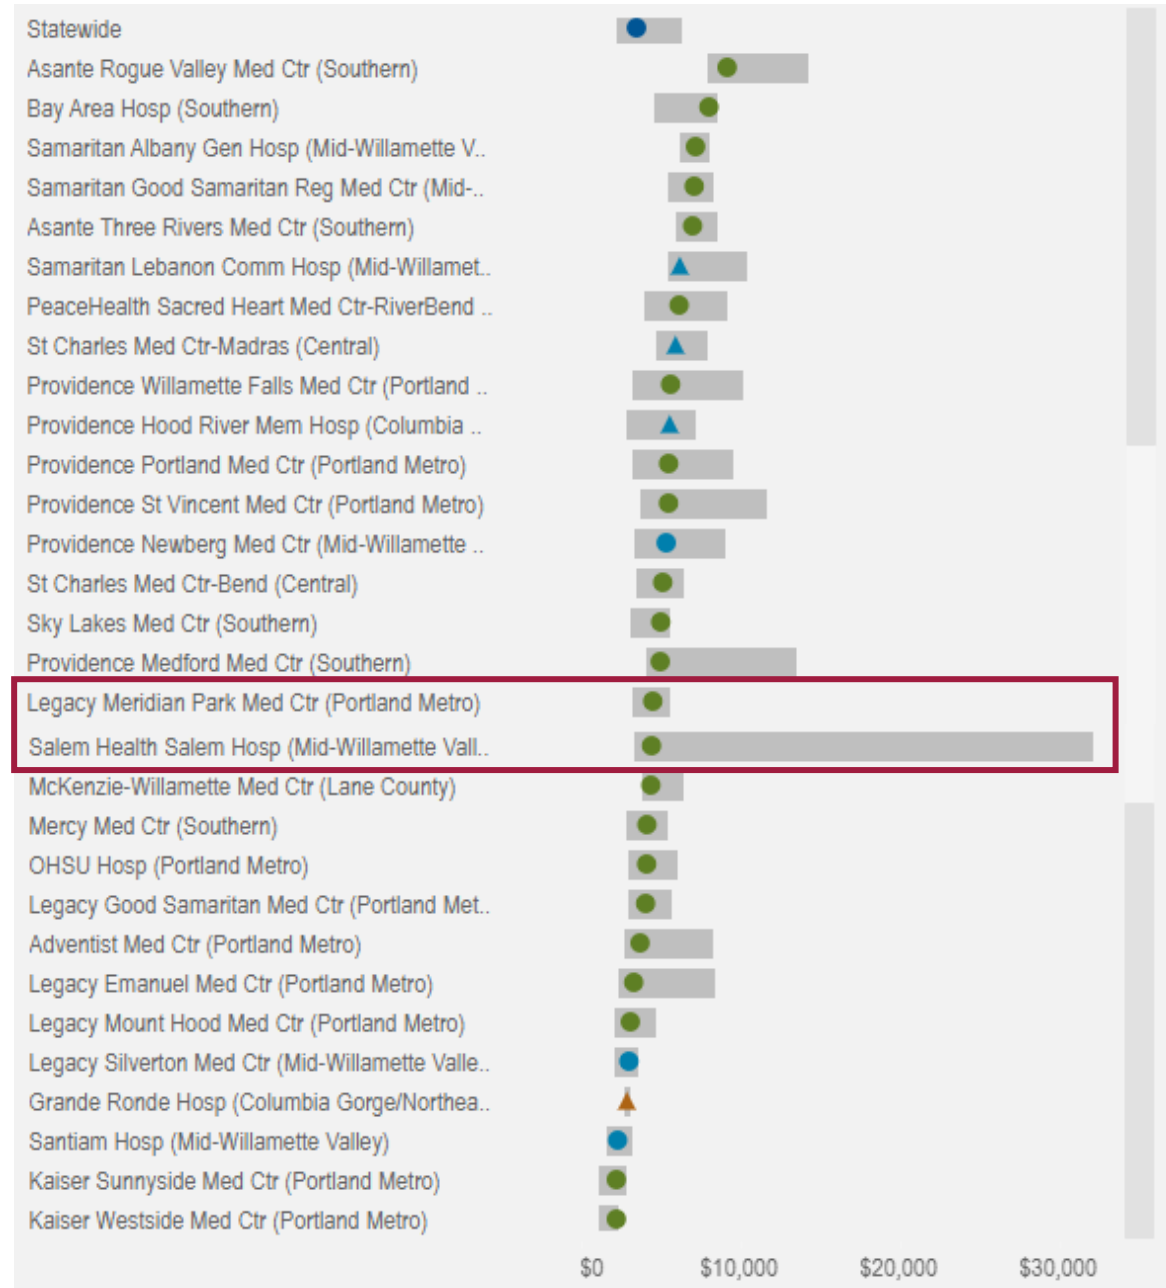 Statewide
Asante Rogue Valley Med Ctr (Southern)
Bay Area Hosp (Southern)
Samaritan Albany Gen Hosp (Mid-Willamette V..
Samaritan Good Samaritan Reg Med Ctr (Mid-..
Asante Three Rivers Med Ctr (Southern)
Samaritan Lebanon Comm Hosp (Mid-Willamet..
PeaceHealth Sacred Heart Med Ctr-RiverBend ..
St Charles Med Ctr-Madras (Central)
Providence Willamette Falls Med Ctr (Portland ..
Providence Hood River Mem Hosp (Columbia ..
Providence Portland Med Ctr (Portland Metro)
Providence St Vincent Med Ctr (Portland Metro)
Providence Newberg Med Ctr (Mid-Willamette ..
St Charles Med Ctr-Bend (Central)
Sky Lakes Med Ctr (Southern)
Providence Medford Med Ctr (Southern)
Legacy Meridian Park Med Ctr (Portland Metro)
Salem Health Salem Hosp (Mid-Willamette Vall..
McKenzie-Willamette Med Ctr (Lane County)
Mercy Med Ctr (Southern)
OHSU Hosp (Portland Metro)
Legacy Good Samaritan Med Ctr (Portland Met..
Adventist Med Ctr (Portland Metro)
Legacy Emanuel Med Ctr (Portland Metro)
Legacy Mount Hood Med Ctr (Portland Metro)
Legacy Silverton Med Ctr (Mid-Willamette Valle..
Grande Ronde Hosp (Columbia Gorge/Northea..
Santiam Hosp (Mid-Willamette Valley)
Kaiser Sunnyside Med Ctr (Portland Metro)
Kaiser Westside Med Ctr (Portland Metro)
$0 $10,000 $20,000 $30,000